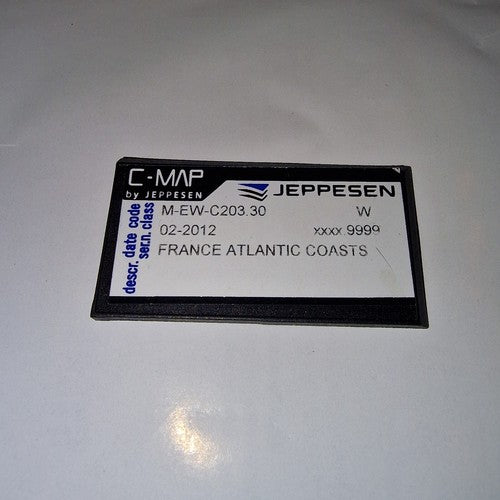 C-MAP
by JEPPESEN
JEPPESEN
descr. date code
ser.n. class
M-EW-C203.30 W
02-2012 xxxx 9999
FRANCE ATLANTIC COASTS